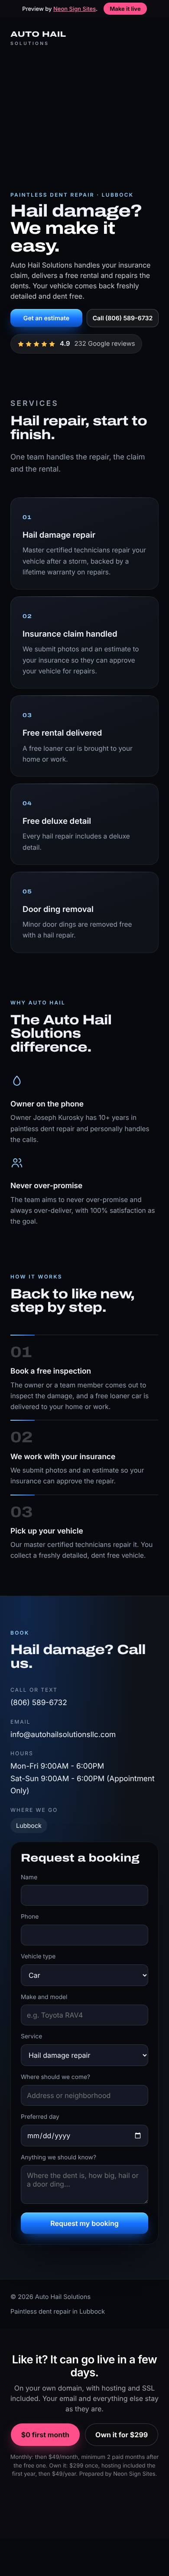 Preview by Neon Sign Sites. Make it live
AUTO HAIL
SOLUTIONS
PAINTLESS DENT REPAIR · LUBBOCK
Hail damage?
We make it
easy.
Auto Hail Solutions handles your insurance
claim, delivers a free rental and repairs the
dents. Your vehicle comes back freshly
detailed and dent free.
Get an estimate
Call (806) 589-6732
★★★★★ 4.9 232 Google reviews
SERVICES
Hail repair, start to
finish.
One team handles the repair, the claim
and the rental.
01
Hail damage repair
Master certified technicians repair your
vehicle after a storm, backed by a
lifetime warranty on repairs.
02
Insurance claim handled
We submit photos and an estimate to
your insurance so they can approve
your vehicle for repairs.
03
Free rental delivered
A free loaner car is brought to your
home or work.
04
Free deluxe detail
Every hail repair includes a deluxe
detail.
05
Door ding removal
Minor door dings are removed free
with a hail repair.
WHY AUTO HAIL
The Auto Hail
Solutions
difference.
Owner on the phone
Owner Joseph Kurosky has 10+ years in
paintless dent repair and personally handles
the calls.
Never over-promise
The team aims to never over-promise and
always over-deliver, with 100% satisfaction as
the goal.
HOW IT WORKS
Back to like new,
step by step.
01
Book a free inspection
The owner or a team member comes out to
inspect the damage, and a free loaner car is
delivered to your home or work.
02
We work with your insurance
We submit photos and an estimate so your
insurance can approve the repair.
03
Pick up your vehicle
Our master certified technicians repair it. You
collect a freshly detailed, dent free vehicle.
BOOK
Hail damage? Call
us.
CALL OR TEXT
(806) 589-6732
EMAIL
info@autohailsolutionsllc.com
HOURS
Mon-Fri 9:00AM - 6:00PM
Sat-Sun 9:00AM - 6:00PM (Appointment
Only)
WHERE WE GO
Lubbock
Request a booking
Name
Phone
Vehicle type
Car
Make and model
e.g. Toyota RAV4
Service
Hail damage repair
Where should we come?
Address or neighborhood
Preferred day
mm/dd/yyyy
Anything we should know?
Where the dent is, how big, hail or
a door ding...
Request my booking
© 2026 Auto Hail Solutions
Paintless dent repair in Lubbock
Like it? It can go live in a few
days.
On your own domain, with hosting and SSL
included. Your name and everything else stay
as they are.
$0 first month
Own it for $299
Monthly: then $49/month, minimum 2 paid months after
the free one. Own it: $299 once, hosting included the
first year, then $49/year. Prepared by Neon Sign Sites.